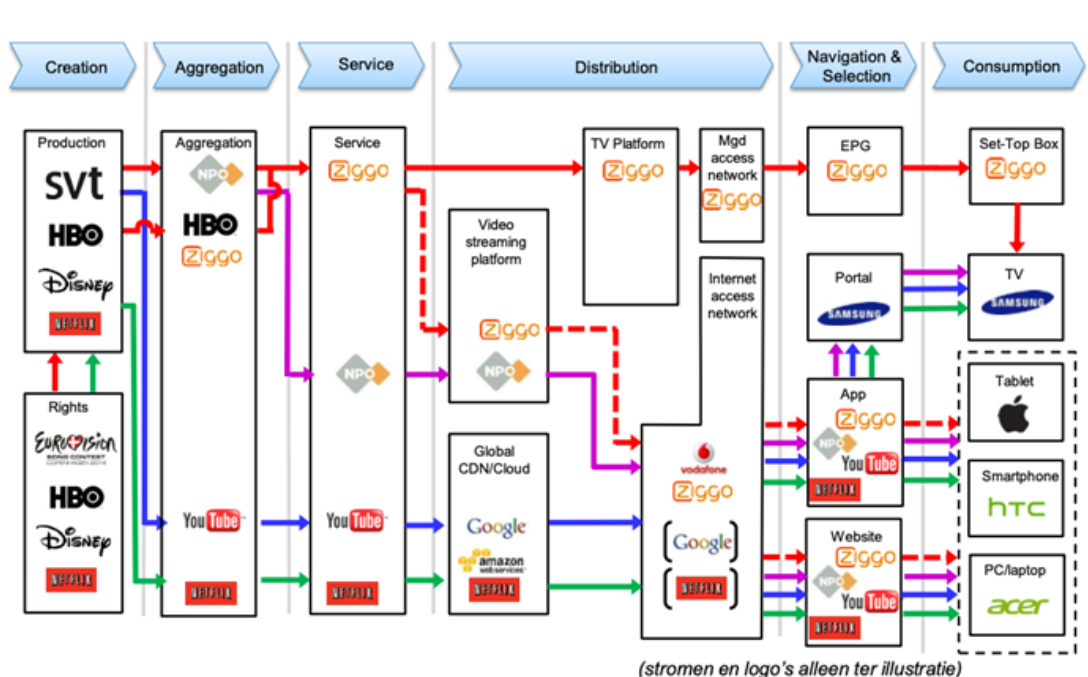 Creation
Aggregation
Service
Distribution
Navigation &
Selection
Consumption
Production
svt
HBO
Disney
NETFLIX
Rights
EUROVISION
SONG CONTEST
COPENHAGEN 2014
HBO
Disney
NETFLIX
Aggregation
NPO
HBO
Ziggo
YouTube
NETFLIX
Service
Ziggo
NPO
YouTube
NETFLIX
Video
streaming
platform
Ziggo
NPO
Global
CDN/Cloud
Google
amazon
web services
NETFLIX
TV Platform
Ziggo
Mgd
access
network
Ziggo
Internet
access
network
vodafone
Ziggo
Google
NETFLIX
EPG
Ziggo
Portal
SAMSUNG
App
Ziggo
NPO
YouTube
NETFLIX
Website
Ziggo
NPO
YouTube
NETFLIX
Set-Top Box
Ziggo
TV
SAMSUNG
Tablet
Smartphone
hTC
PC/laptop
acer
(stromen en logo's alleen ter illustratie)